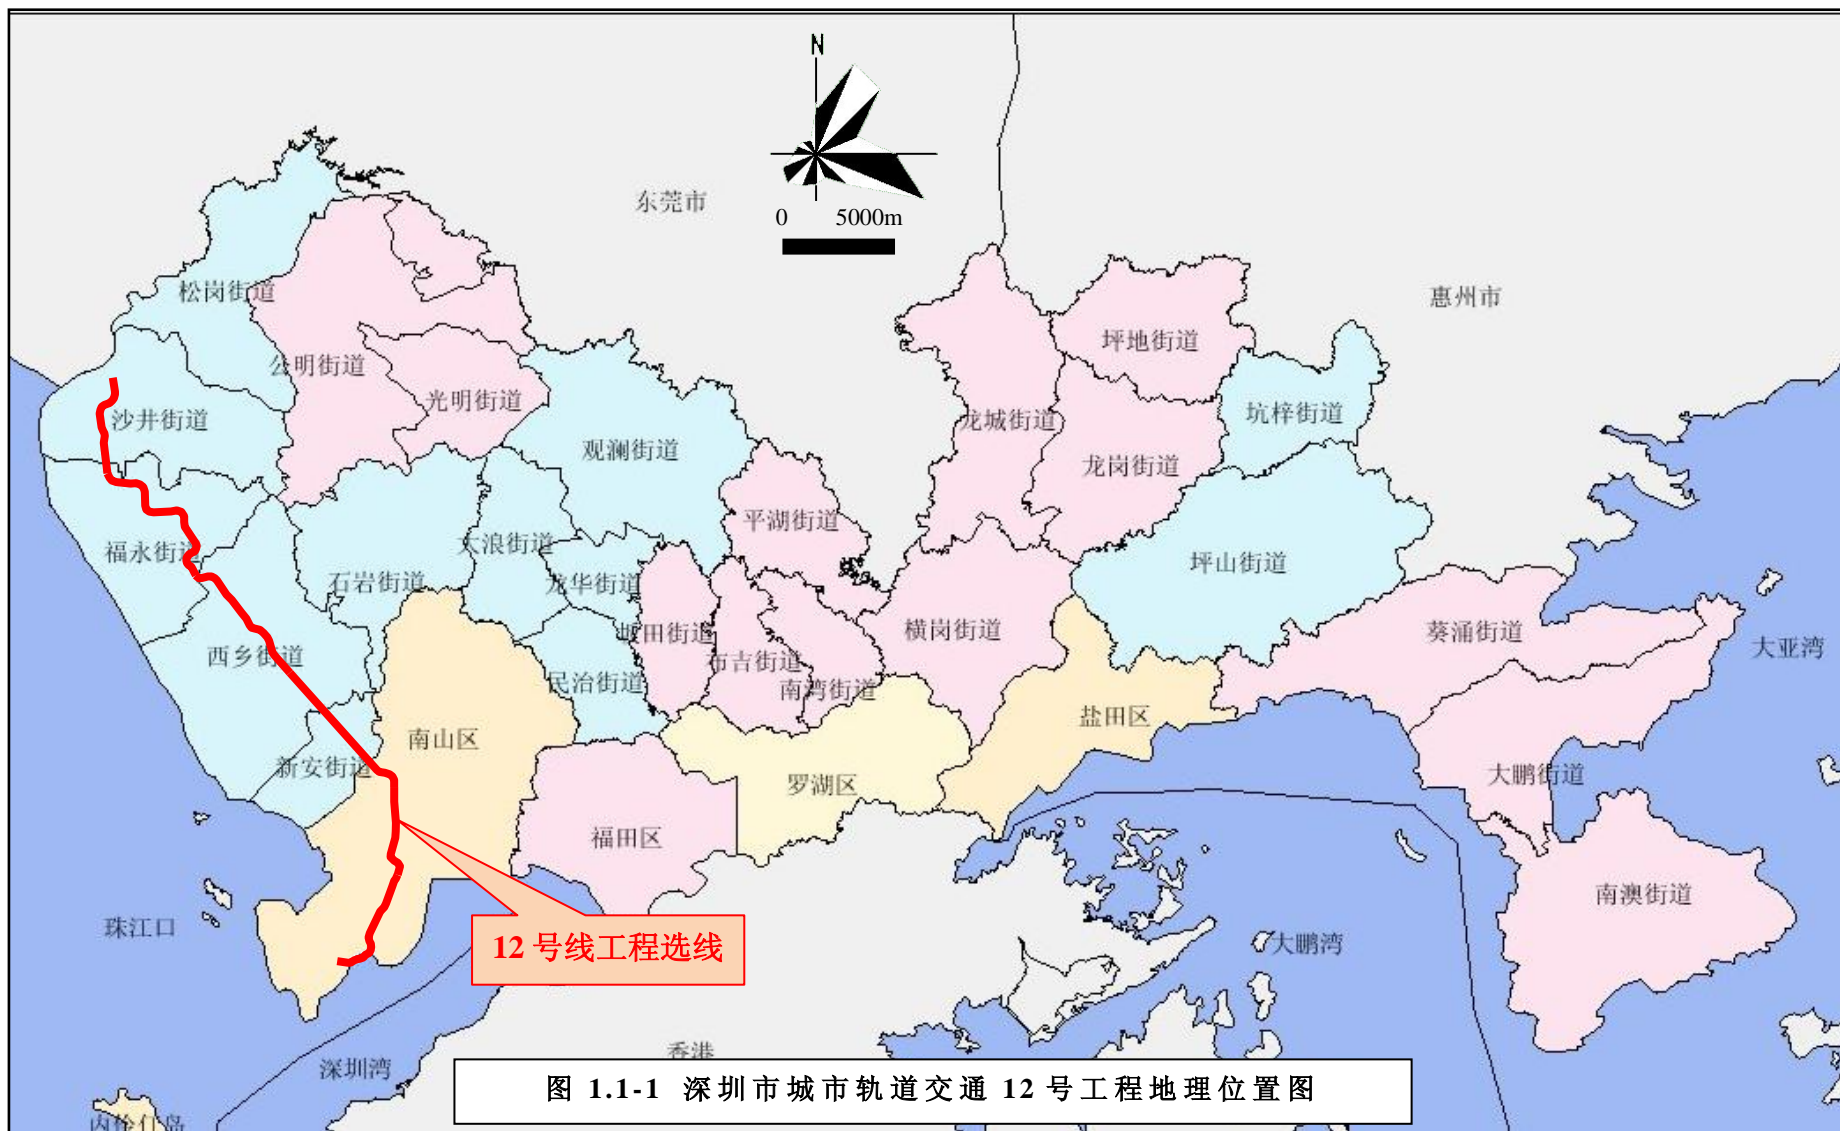 N
0 5000m
东莞市
惠州市
松岗街道
公明街道
光明街道
沙井街道
观澜街道
龙城街道
坪地街道
坑梓街道
龙岗街道
平湖街道
福永街道
大浪街道
石岩街道
龙华街道
坪山街道
坂田街道
横岗街道
葵涌街道
西乡街道
布吉街道
民治街道
南湾街道
大亚湾
南山区
盐田区
新安街道
罗湖区
大鹏街道
福田区
南澳街道
珠江口
12 号线工程选线
大鹏湾
香港
深圳湾
图 1.1-1 深圳市城市轨道交通 12 号工程地理位置图
内伶仃岛